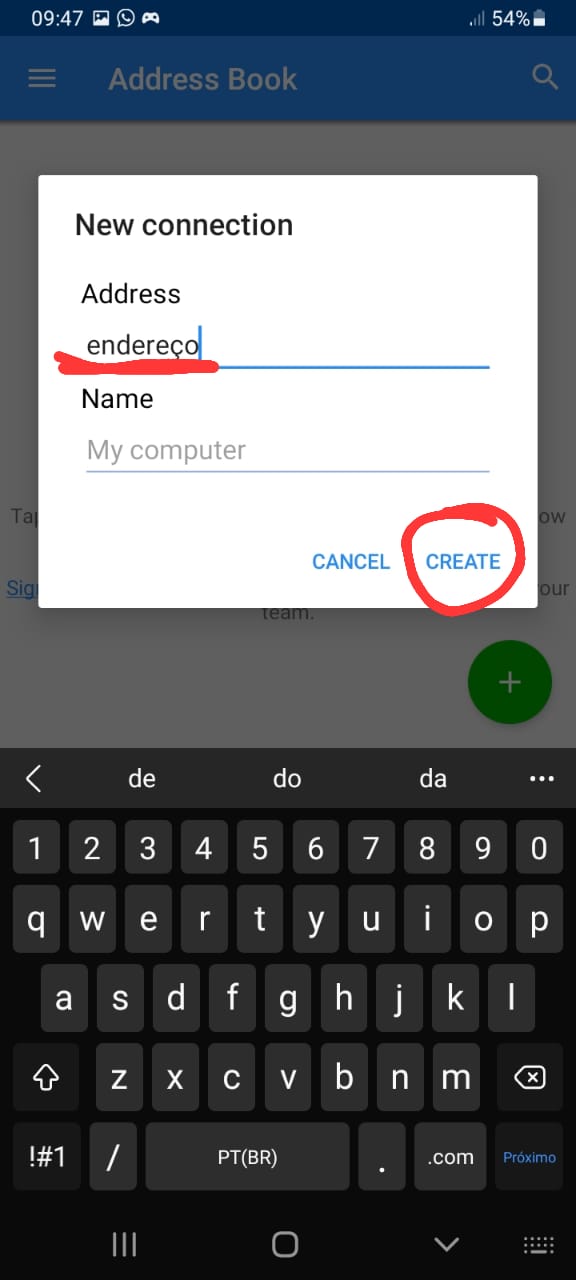 09:47 54%
Address Book
New connection
Address
endereço
Name
My computer
CANCEL CREATE
Tap ow
Sign our
team.
+
de do da ...
1 2 3 4 5 6 7 8 9 0
q w e r t y u i o p
a s d f g h j k l
z x c v b n m
!#1 / PT(BR) . .com Próximo